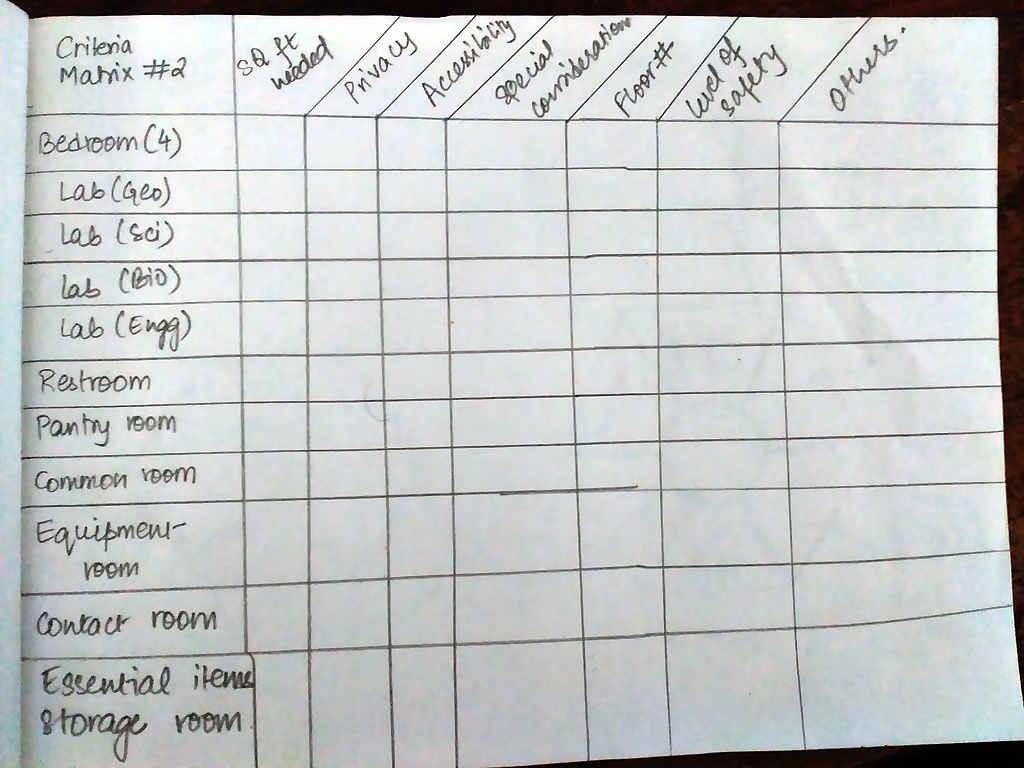 Criteria
Matrix #2
SQ ft
needed
Privacy
Accessibility
Special
consideration
Floor#
Level of
safety
Others.
Bedroom (4)
Lab (Geo)
Lab (Sci)
Lab (Bio)
Lab (Engg)
Restroom
Pantry room
Common room
Equipment
room
Contact room
Essential items
Storage room.